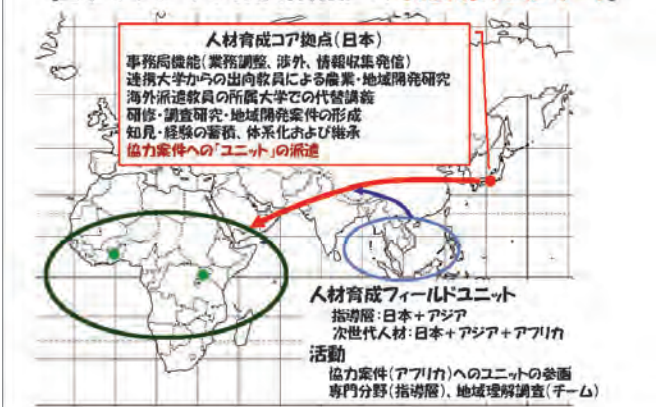 人材育成コア拠点(日本)
事務局機能(業務調整、渉外、情報収集発信)
連携大学からの出向教員による農業・地域開発研究
海外派遣教員の所属大学での代替講義
研修・調査研究・地域開発案件の形成
知見・経験の蓄積、体系化および継承
協力案件への「ユニット」の派遣
人材育成フィールドユニット
指導層:日本+アジア
次世代人材:日本+アジア+アフリカ
活動
協力案件(アフリカ)へのユニットの参画
専門分野(指導層)、地域理解調査(チーム)